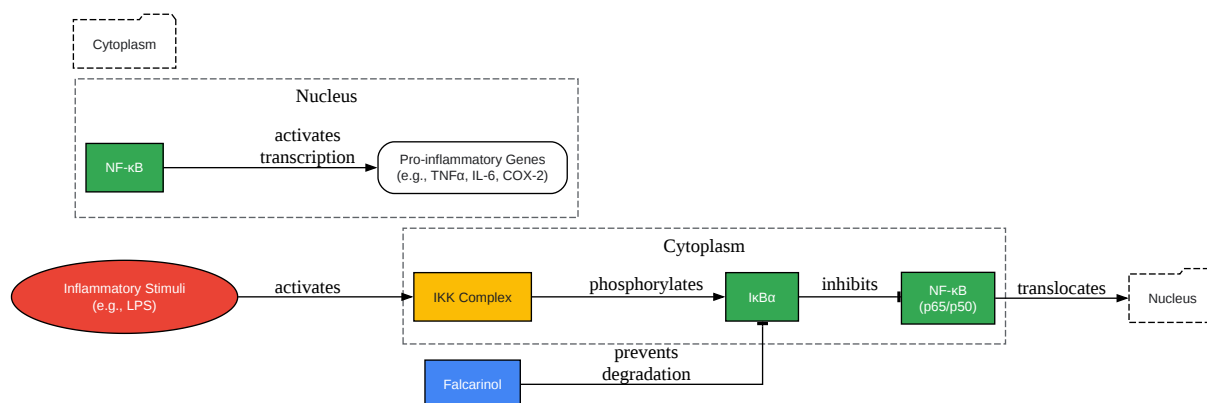 Cytoplasm
Nucleus
NF-κB
activates
transcription
Pro-inflammatory Genes
(e.g., TNFα, IL-6, COX-2)
Cytoplasm
Inflammatory Stimuli
(e.g., LPS)
activates
IKK Complex
phosphorylates
IκBα
inhibits
NF-κB
(p65/p50)
translocates
Nucleus
Falcarinol
prevents
degradation